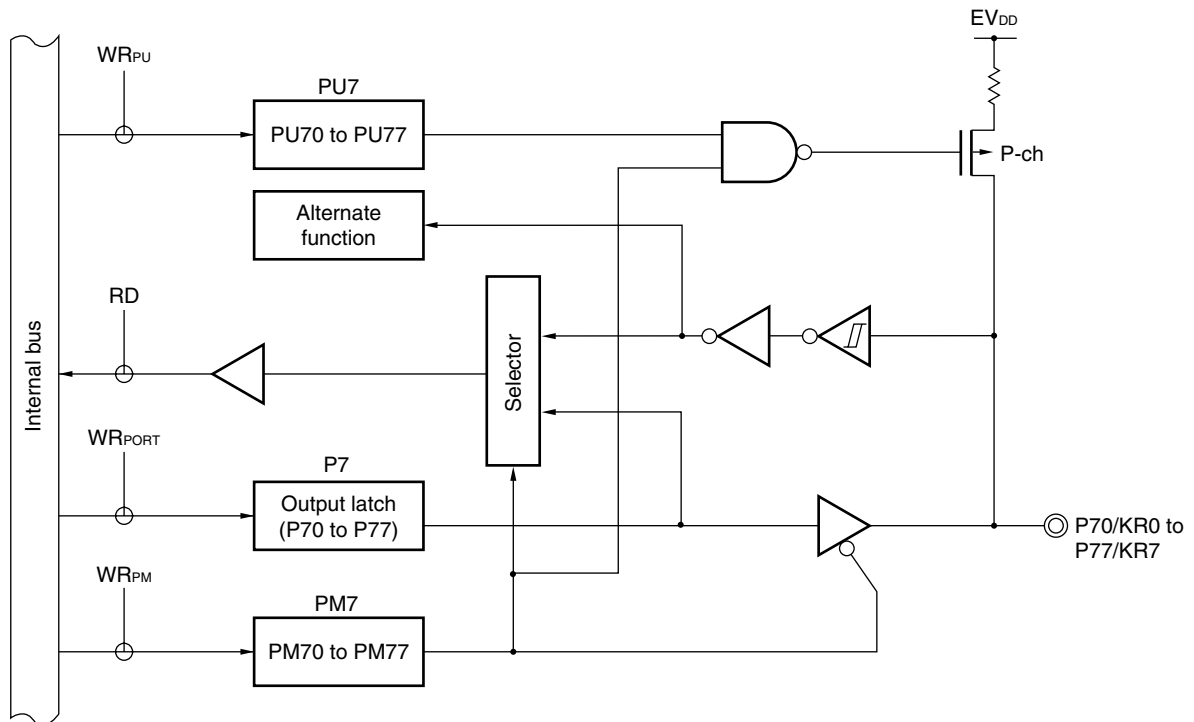 EVDD
WRPU
PU7
PU70 to PU77
P-ch
Alternate
function
RD
Selector
Internal bus
WRPORT
P7
Output latch
(P70 to P77)
P70/KR0 to
P77/KR7
WRPM
PM7
PM70 to PM77